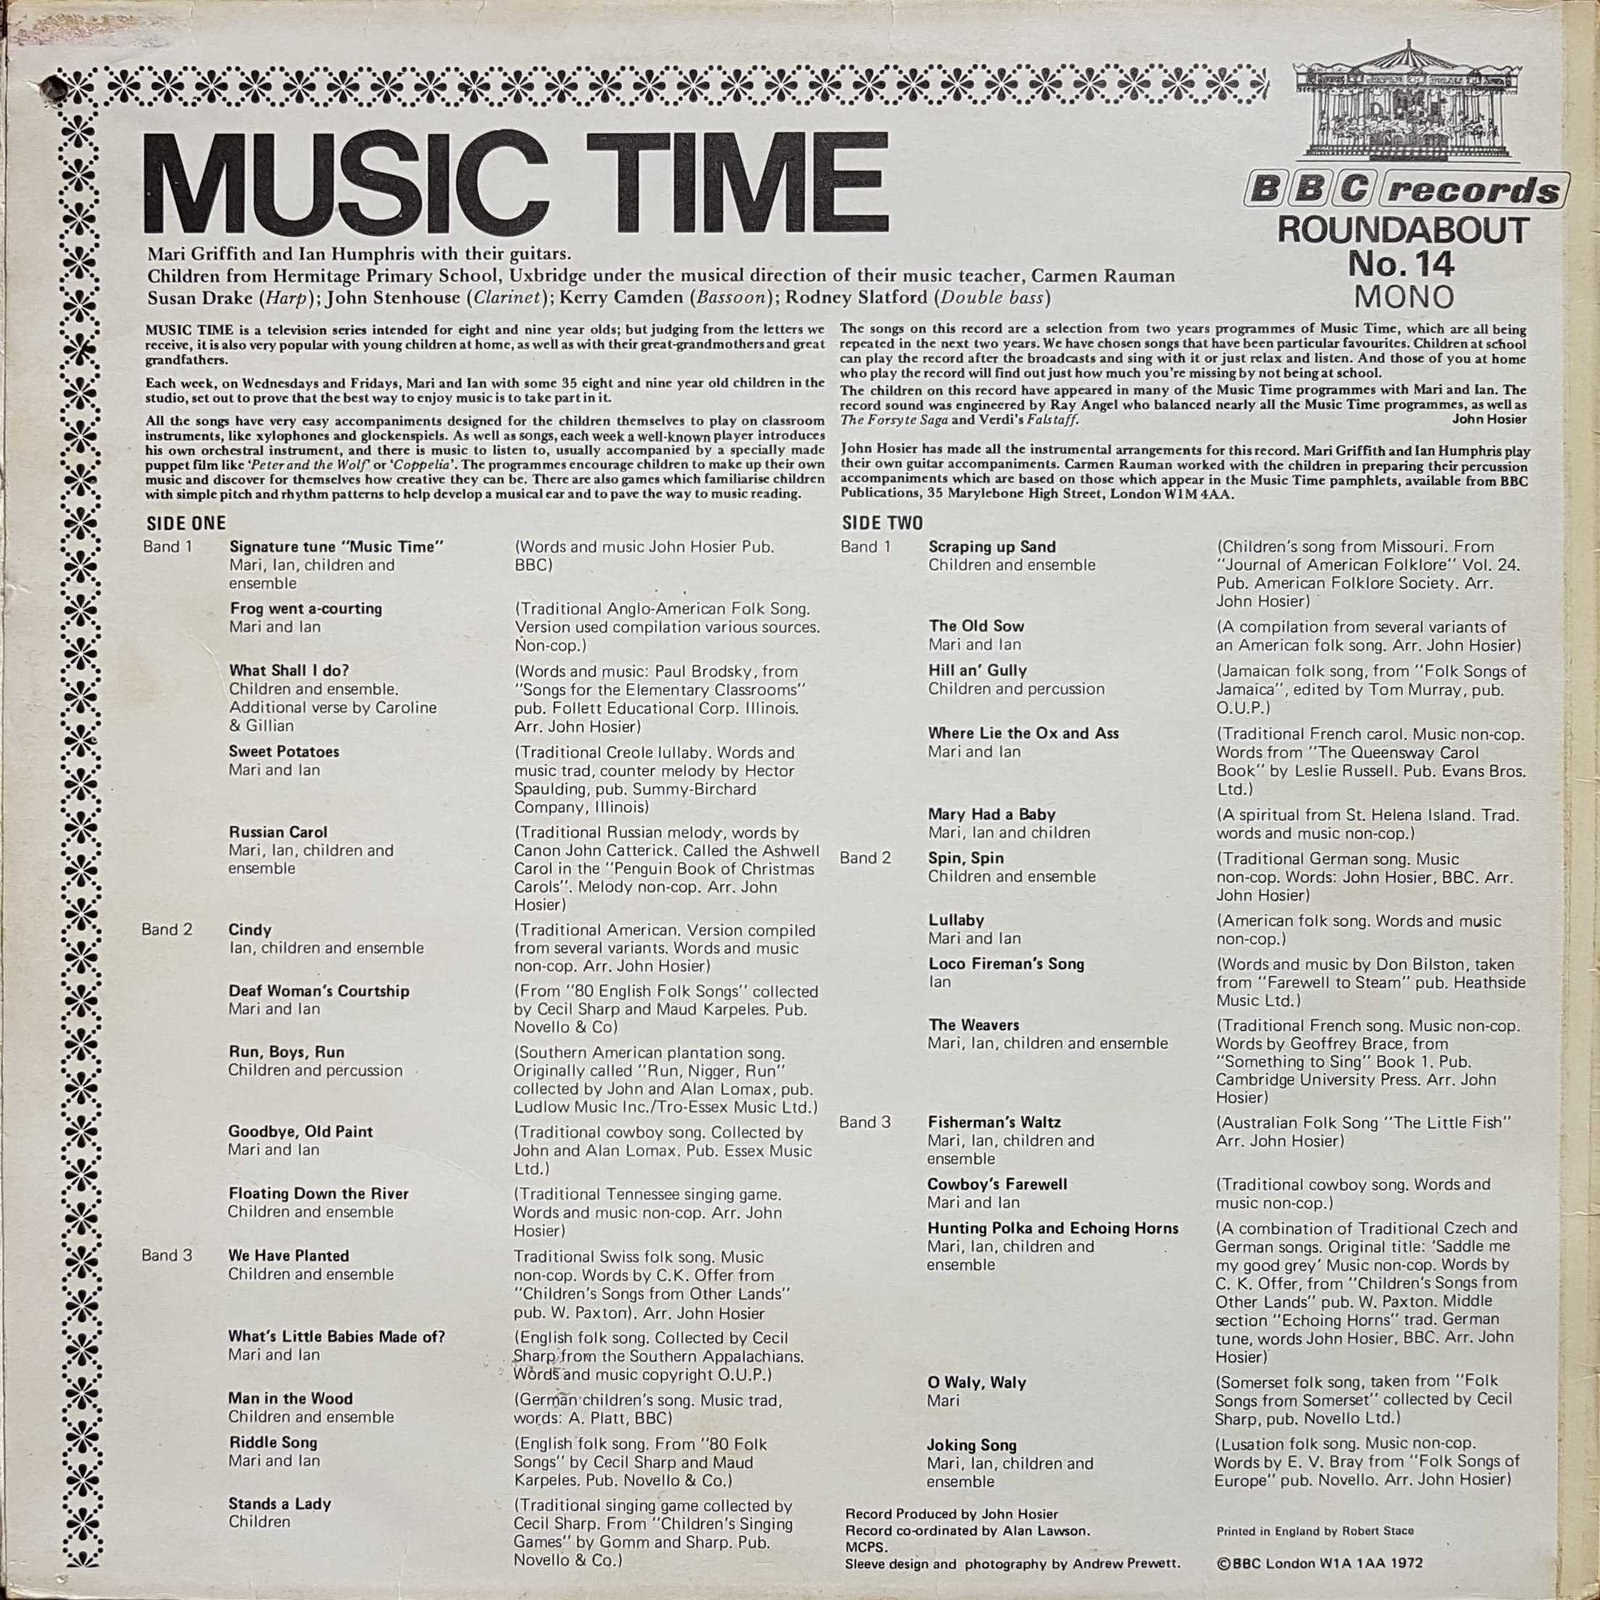 MUSIC TIME
BBC records
ROUNDABOUT
No. 14
MONO
Mari Griffith and Ian Humphris with their guitars.
Children from Hermitage Primary School, Uxbridge under the musical direction of their music teacher, Carmen Rauman
Susan Drake (Harp); John Stenhouse (Clarinet); Kerry Camden (Bassoon); Rodney Slatford (Double bass)
MUSIC TIME is a television series intended for eight and nine year olds; but judging from the letters we
receive, it is also very popular with young children at home, as well as with their great-grandmothers and great
grandfathers.
Each week, on Wednesdays and Fridays, Mari and Ian with some 35 eight and nine year old children in the
studio, set out to prove that the best way to enjoy music is to take part in it.
All the songs have very easy accompaniments designed for the children themselves to play on classroom
instruments, like xylophones and glockenspiels. As well as songs, each week a well-known player introduces
his own orchestral instrument, and there is music to listen to, usually accompanied by a specially made
puppet film like 'Peter and the Wolf' or 'Coppelia'. The programmes encourage children to make up their own
music and discover for themselves how creative they can be. There are also games which familiarise children
with simple pitch and rhythm patterns to help develop a musical ear and to pave the way to music reading.
The songs on this record are a selection from two years programmes of Music Time, which are all being
repeated in the next two years. We have chosen songs that have been particular favourites. Children at school
can play the record after the broadcasts and sing with it or just relax and listen. And those of you at home
who play the record will find out just how much you're missing by not being at school.
The children on this record have appeared in many of the Music Time programmes with Mari and Ian. The
record sound was engineered by Ray Angel who balanced nearly all the Music Time programmes, as well as
The Forsyte Saga and Verdi's Falstaff. John Hosier
John Hosier has made all the instrumental arrangements for this record. Mari Griffith and Ian Humphris play
their own guitar accompaniments. Carmen Rauman worked with the children in preparing their percussion
accompaniments which are based on those which appear in the Music Time pamphlets, available from BBC
Publications, 35 Marylebone High Street, London W1M 4AA.
SIDE ONE
Band 1 Signature tune "Music Time" (Words and music John Hosier Pub.
Mari, Ian, children and BBC)
ensemble
Frog went a-courting (Traditional Anglo-American Folk Song.
Mari and Ian Version used compilation various sources.
Non-cop.)
What Shall I do? (Words and music: Paul Brodsky, from
Children and ensemble. "Songs for the Elementary Classrooms"
Additional verse by Caroline pub. Follett Educational Corp. Illinois.
& Gillian Arr. John Hosier)
Sweet Potatoes (Traditional Creole lullaby. Words and
Mari and Ian music trad, counter melody by Hector
Spaulding, pub. Summy-Birchard
Company, Illinois)
Russian Carol (Traditional Russian melody, words by
Mari, Ian, children and Canon John Catterick. Called the Ashwell
ensemble Carol in the "Penguin Book of Christmas
Carols". Melody non-cop. Arr. John
Hosier)
Band 2 Cindy (Traditional American. Version compiled
Ian, children and ensemble from several variants. Words and music
non-cop. Arr. John Hosier)
Deaf Woman's Courtship (From "80 English Folk Songs" collected
Mari and Ian by Cecil Sharp and Maud Karpeles. Pub.
Novello & Co)
Run, Boys, Run (Southern American plantation song.
Children and percussion Originally called "Run, Nigger, Run"
collected by John and Alan Lomax, pub.
Ludlow Music Inc./Tro-Essex Music Ltd.)
Goodbye, Old Paint (Traditional cowboy song. Collected by
Mari and Ian John and Alan Lomax. Pub. Essex Music
Ltd.)
Floating Down the River (Traditional Tennessee singing game.
Children and ensemble Words and music non-cop. Arr. John
Hosier)
Band 3 We Have Planted Traditional Swiss folk song. Music
Children and ensemble non-cop. Words by C.K. Offer from
"Children's Songs from Other Lands"
pub. W. Paxton). Arr. John Hosier
What's Little Babies Made of? (English folk song. Collected by Cecil
Mari and Ian Sharp from the Southern Appalachians.
Words and music copyright O.U.P.)
Man in the Wood (German children's song. Music trad,
Children and ensemble words: A. Platt, BBC)
Riddle Song (English folk song. From "80 Folk
Mari and Ian Songs" by Cecil Sharp and Maud
Karpeles. Pub. Novello & Co.)
Stands a Lady (Traditional singing game collected by
Children Cecil Sharp. From "Children's Singing
Games" by Gomm and Sharp. Pub.
Novello & Co.)
SIDE TWO
Band 1 Scraping up Sand (Children's song from Missouri. From
Children and ensemble "Journal of American Folklore" Vol. 24.
Pub. American Folklore Society. Arr.
John Hosier)
The Old Sow (A compilation from several variants of
Mari and Ian an American folk song. Arr. John Hosier)
Hill an' Gully (Jamaican folk song, from "Folk Songs of
Children and percussion Jamaica", edited by Tom Murray, pub.
O.U.P.)
Where Lie the Ox and Ass (Traditional French carol. Music non-cop.
Mari and Ian Words from "The Queensway Carol
Book" by Leslie Russell. Pub. Evans Bros.
Ltd.)
Mary Had a Baby (A spiritual from St. Helena Island. Trad.
Mari, Ian and children words and music non-cop.)
Band 2 Spin, Spin (Traditional German song. Music
Children and ensemble non-cop. Words: John Hosier, BBC. Arr.
John Hosier)
Lullaby (American folk song. Words and music
Mari and Ian non-cop.)
Loco Fireman's Song (Words and music by Don Bilston, taken
Ian from "Farewell to Steam" pub. Heathside
Music Ltd.)
The Weavers (Traditional French song. Music non-cop.
Mari, Ian, children and ensemble Words by Geoffrey Brace, from
"Something to Sing" Book 1. Pub.
Cambridge University Press. Arr. John
Hosier)
Band 3 Fisherman's Waltz (Australian Folk Song "The Little Fish"
Mari, Ian, children and Arr. John Hosier)
ensemble
Cowboy's Farewell (Traditional cowboy song. Words and
Mari and Ian music non-cop.)
Hunting Polka and Echoing Horns (A combination of Traditional Czech and
Mari, Ian, children and German songs. Original title: 'Saddle me
ensemble my good grey' Music non-cop. Words by
C. K. Offer, from "Children's Songs from
Other Lands" pub. W. Paxton. Middle
section "Echoing Horns" trad. German
tune, words John Hosier, BBC. Arr. John
Hosier)
O Waly, Waly (Somerset folk song, taken from "Folk
Mari Songs from Somerset" collected by Cecil
Sharp, pub. Novello Ltd.)
Joking Song (Lusation folk song. Music non-cop.
Mari, Ian, children and Words by E. V. Bray from "Folk Songs of
ensemble Europe" pub. Novello. Arr. John Hosier)
Record Produced by John Hosier
Record co-ordinated by Alan Lawson.
MCPS.
Sleeve design and photography by Andrew Prewett.
Printed in England by Robert Stace
©BBC London W1A 1AA 1972